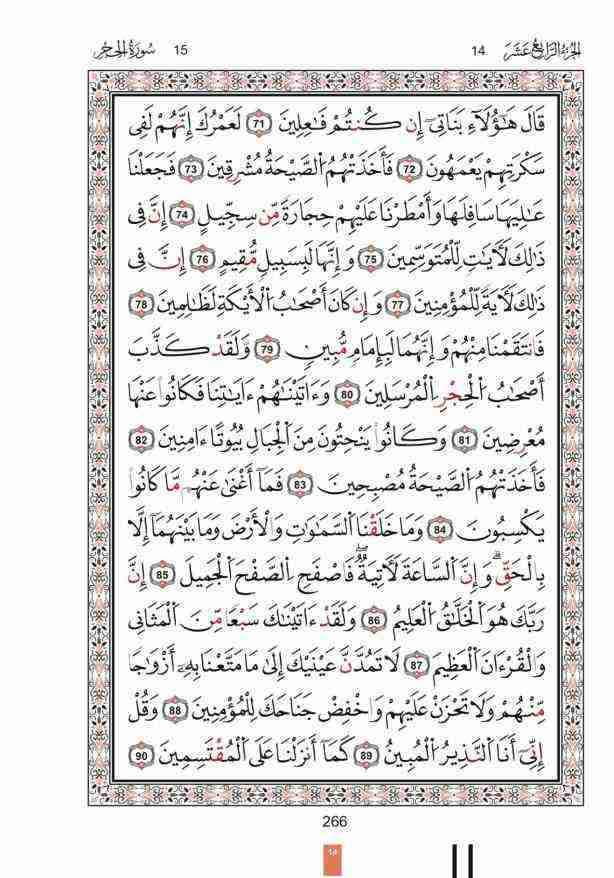 الجزء الرابع عشر 14 15 سورة الحجر
قَالَ هَٰٓؤُلَآءِ بَنَاتِيٓ إِن كُنتُمْ فَٰعِلِينَ 71 لَعَمْرُكَ إِنَّهُمْ لَفِي
سَكْرَتِهِمْ يَعْمَهُونَ 72 فَأَخَذَتْهُمُ ٱلصَّيْحَةُ مُشْرِقِينَ 73 فَجَعَلْنَا
عَٰلِيَهَا سَافِلَهَا وَأَمْطَرْنَا عَلَيْهِمْ حِجَارَةً مِّن سِجِّيلٍ 74 إِنَّ فِي
ذَٰلِكَ لَأٓيَٰتٍ لِّلْمُتَوَسِّمِينَ 75 وَإِنَّهَا لَبِسَبِيلٍ مُّقِيمٍ 76 إِنَّ فِي
ذَٰلِكَ لَأٓيَةً لِّلْمُؤْمِنِينَ 77 وَإِن كَانَ أَصْحَٰبُ ٱلْأَيْكَةِ لَظَٰلِمِينَ 78
فَٱنتَقَمْنَا مِنْهُمْ وَإِنَّهُمَا لَبِإِمَامٍ مُّبِينٍ 79 وَلَقَدْ كَذَّبَ
أَصْحَٰبُ ٱلْحِجْرِ ٱلْمُرْسَلِينَ 80 وَءَاتَيْنَٰهُمْ ءَايَٰتِنَا فَكَانُوا۟ عَنْهَا
مُعْرِضِينَ 81 وَكَانُوا۟ يَنْحِتُونَ مِنَ ٱلْجِبَالِ بُيُوتًا ءَامِنِينَ 82
فَأَخَذَتْهُمُ ٱلصَّيْحَةُ مُصْبِحِينَ 83 فَمَآ أَغْنَىٰ عَنْهُم مَّا كَانُوا۟
يَكْسِبُونَ 84 وَمَا خَلَقْنَا ٱلسَّمَٰوَٰتِ وَٱلْأَرْضَ وَمَا بَيْنَهُمَآ إِلَّا
بِٱلْحَقِّ ۗ وَإِنَّ ٱلسَّاعَةَ لَأٓتِيَةٌ ۖ فَٱصْفَحِ ٱلصَّفْحَ ٱلْجَمِيلَ 85 إِنَّ
رَبَّكَ هُوَ ٱلْخَلَّٰقُ ٱلْعَلِيمُ 86 وَلَقَدْ ءَاتَيْنَٰكَ سَبْعًا مِّنَ ٱلْمَثَانِي
وَٱلْقُرْءَانَ ٱلْعَظِيمَ 87 لَا تَمُدَّنَّ عَيْنَيْكَ إِلَىٰ مَا مَتَّعْنَا بِهِۦٓ أَزْوَٰجًا
مِّنْهُمْ وَلَا تَحْزَنْ عَلَيْهِمْ وَٱخْفِضْ جَنَاحَكَ لِلْمُؤْمِنِينَ 88 وَقُلْ
إِنِّيٓ أَنَا ٱلنَّذِيرُ ٱلْمُبِينُ 89 كَمَآ أَنزَلْنَا عَلَى ٱلْمُقْتَسِمِينَ 90
266
14